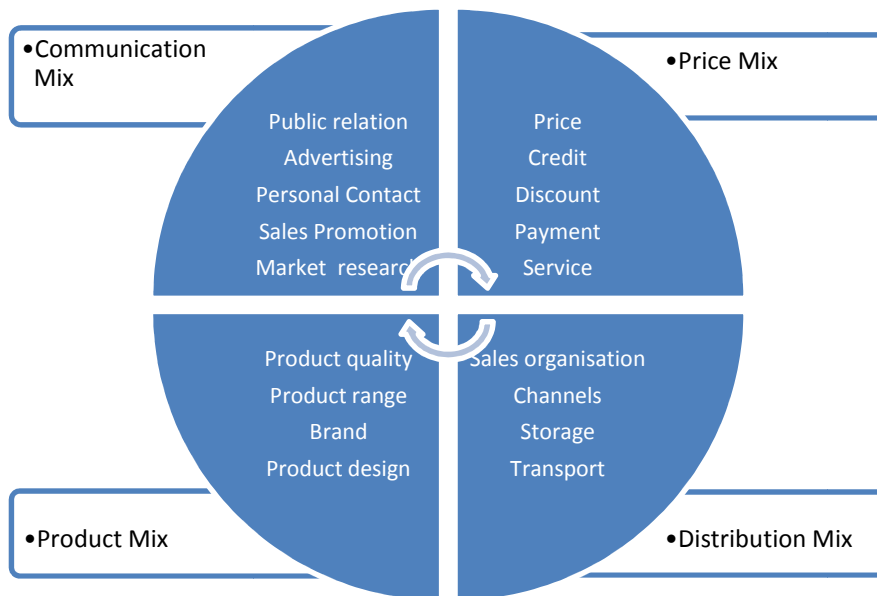 •Communication
Mix
Public relation
Advertising
Personal Contact
Sales Promotion
Market research
•Price Mix
Price
Credit
Discount
Payment
Service
Product quality
Product range
Brand
Product design
•Product Mix
Sales organisation
Channels
Storage
Transport
•Distribution Mix